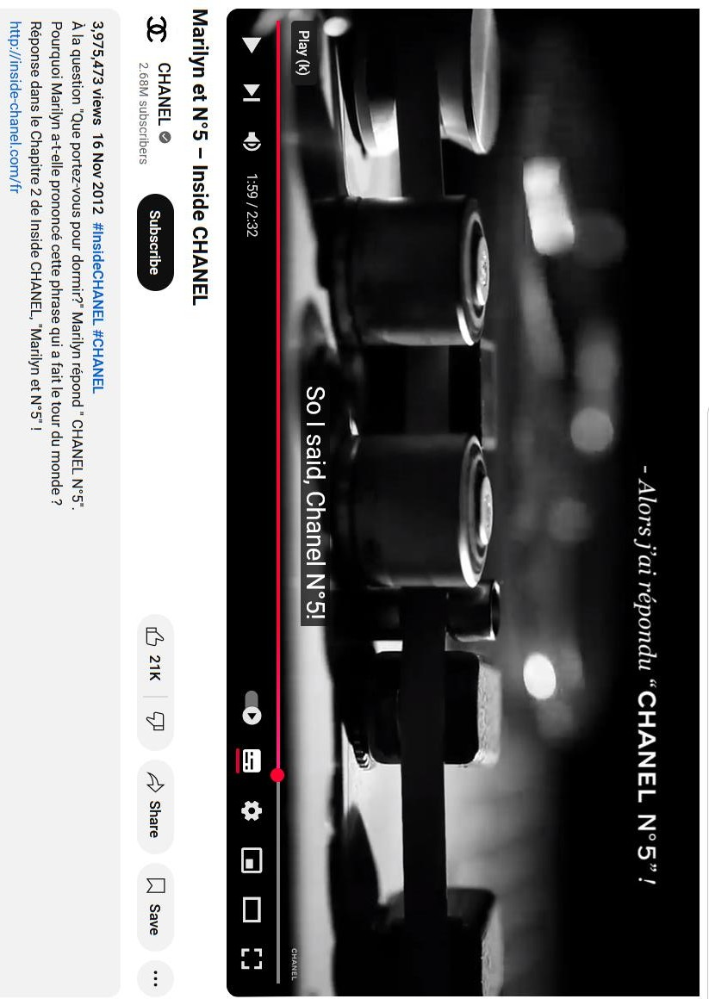 - Alors j'ai répondu “CHANEL N°5”!
So I said, Chanel N°5!
CHANEL
Play (k)
1:59 / 2:32
Marilyn et N°5 – Inside CHANEL
CHANEL
2.68M subscribers
Subscribe
21K
Share
Save
3,975,473 views 16 Nov 2012 #InsideCHANEL #CHANEL
À la question "Que portez-vous pour dormir?" Marilyn répond " CHANEL N°5".
Pourquoi Marilyn a-t-elle prononcé cette phrase qui a fait le tour du monde ?
Réponse dans le Chapitre 2 de Inside CHANEL, "Marilyn et N°5" !
http://inside-chanel.com/fr